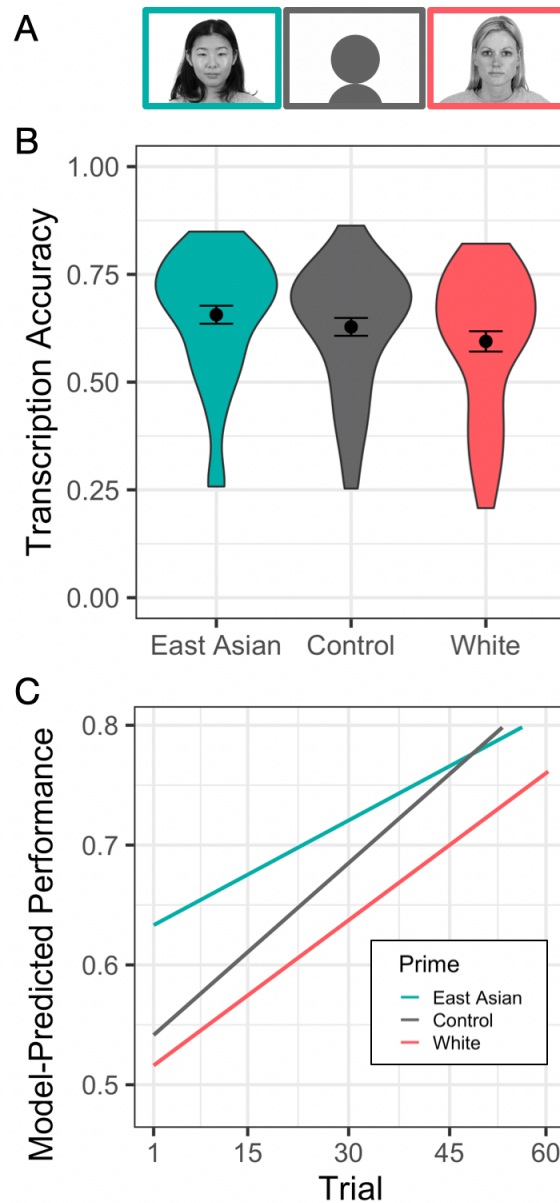 A
B
Transcription Accuracy
1.00
0.75
0.50
0.25
0.00
East Asian Control White
C
Model-Predicted Performance
0.8
0.7
0.6
0.5
Prime
East Asian
Control
White
1 15 30 45 60
Trial